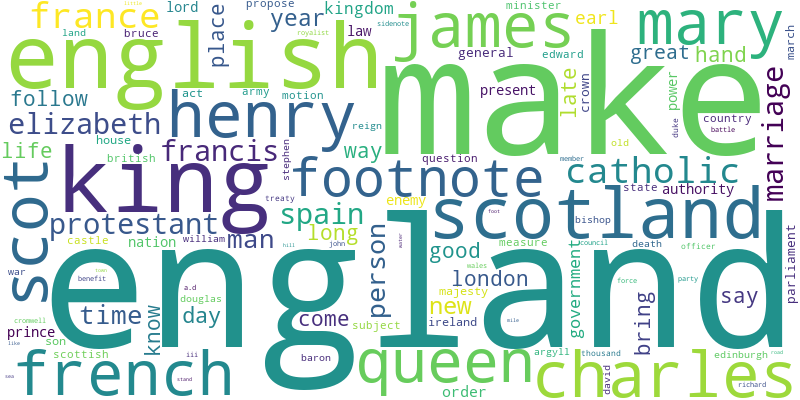 france
lord
propose
year
kingdom
james
minister
earl
mary
march
land
bruce
place
law
sidenote
great
hand
english
make
royalist
general
edward
follow
act
army
motion
henry
present
late
crown
power
country
duke
battle
marriage
elizabeth
house
reign
british
francis
stephen
way
question
old
member
life
king
treaty
footnote
catholic
state
authority
scot
protestant
spain
enemy
scotland
bishop
castle
nation
william
man
long
person
good
measure
death
officer
parliament
england
hill
john
foot
water
london
wales
council
war
town
benefit
a.d
douglas
majesty
new
government
force
party
cromwell
time
know
day
come
subject
ireland
mile
bring
say
prince
son
like
scottish
iii
baron
queen
argyll
thousand
edinburgh
road
french
sea
stand
order
charles
david
richard